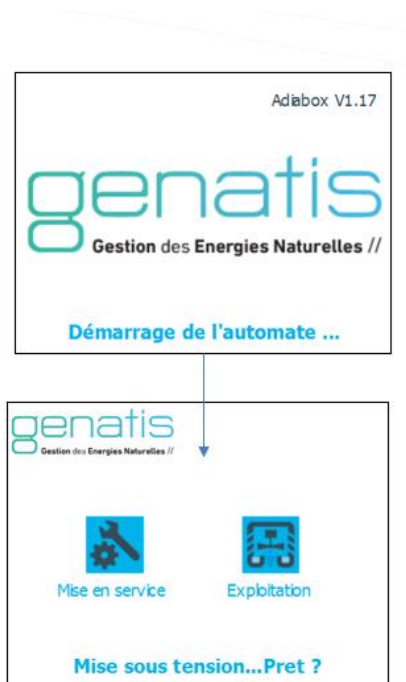 Adiabox V1.17
genatis
Gestion des Energies Naturelles //
Démarrage de l'automate ...
genatis
Gestion des Energies Naturelles //
Mise en service
Exploitation
Mise sous tension...Pret ?